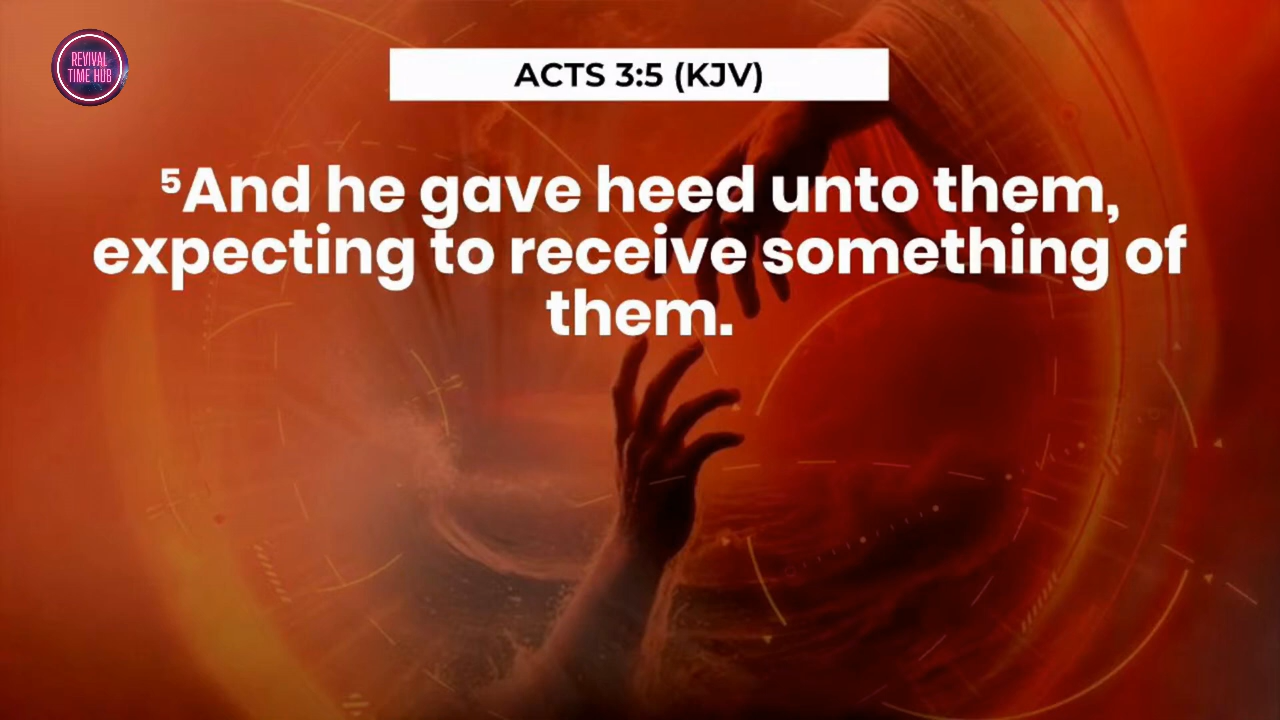 REVIVAL
TIME HUB
ACTS 3:5 (KJV)
⁵And he gave heed unto them,
expecting to receive something of
them.